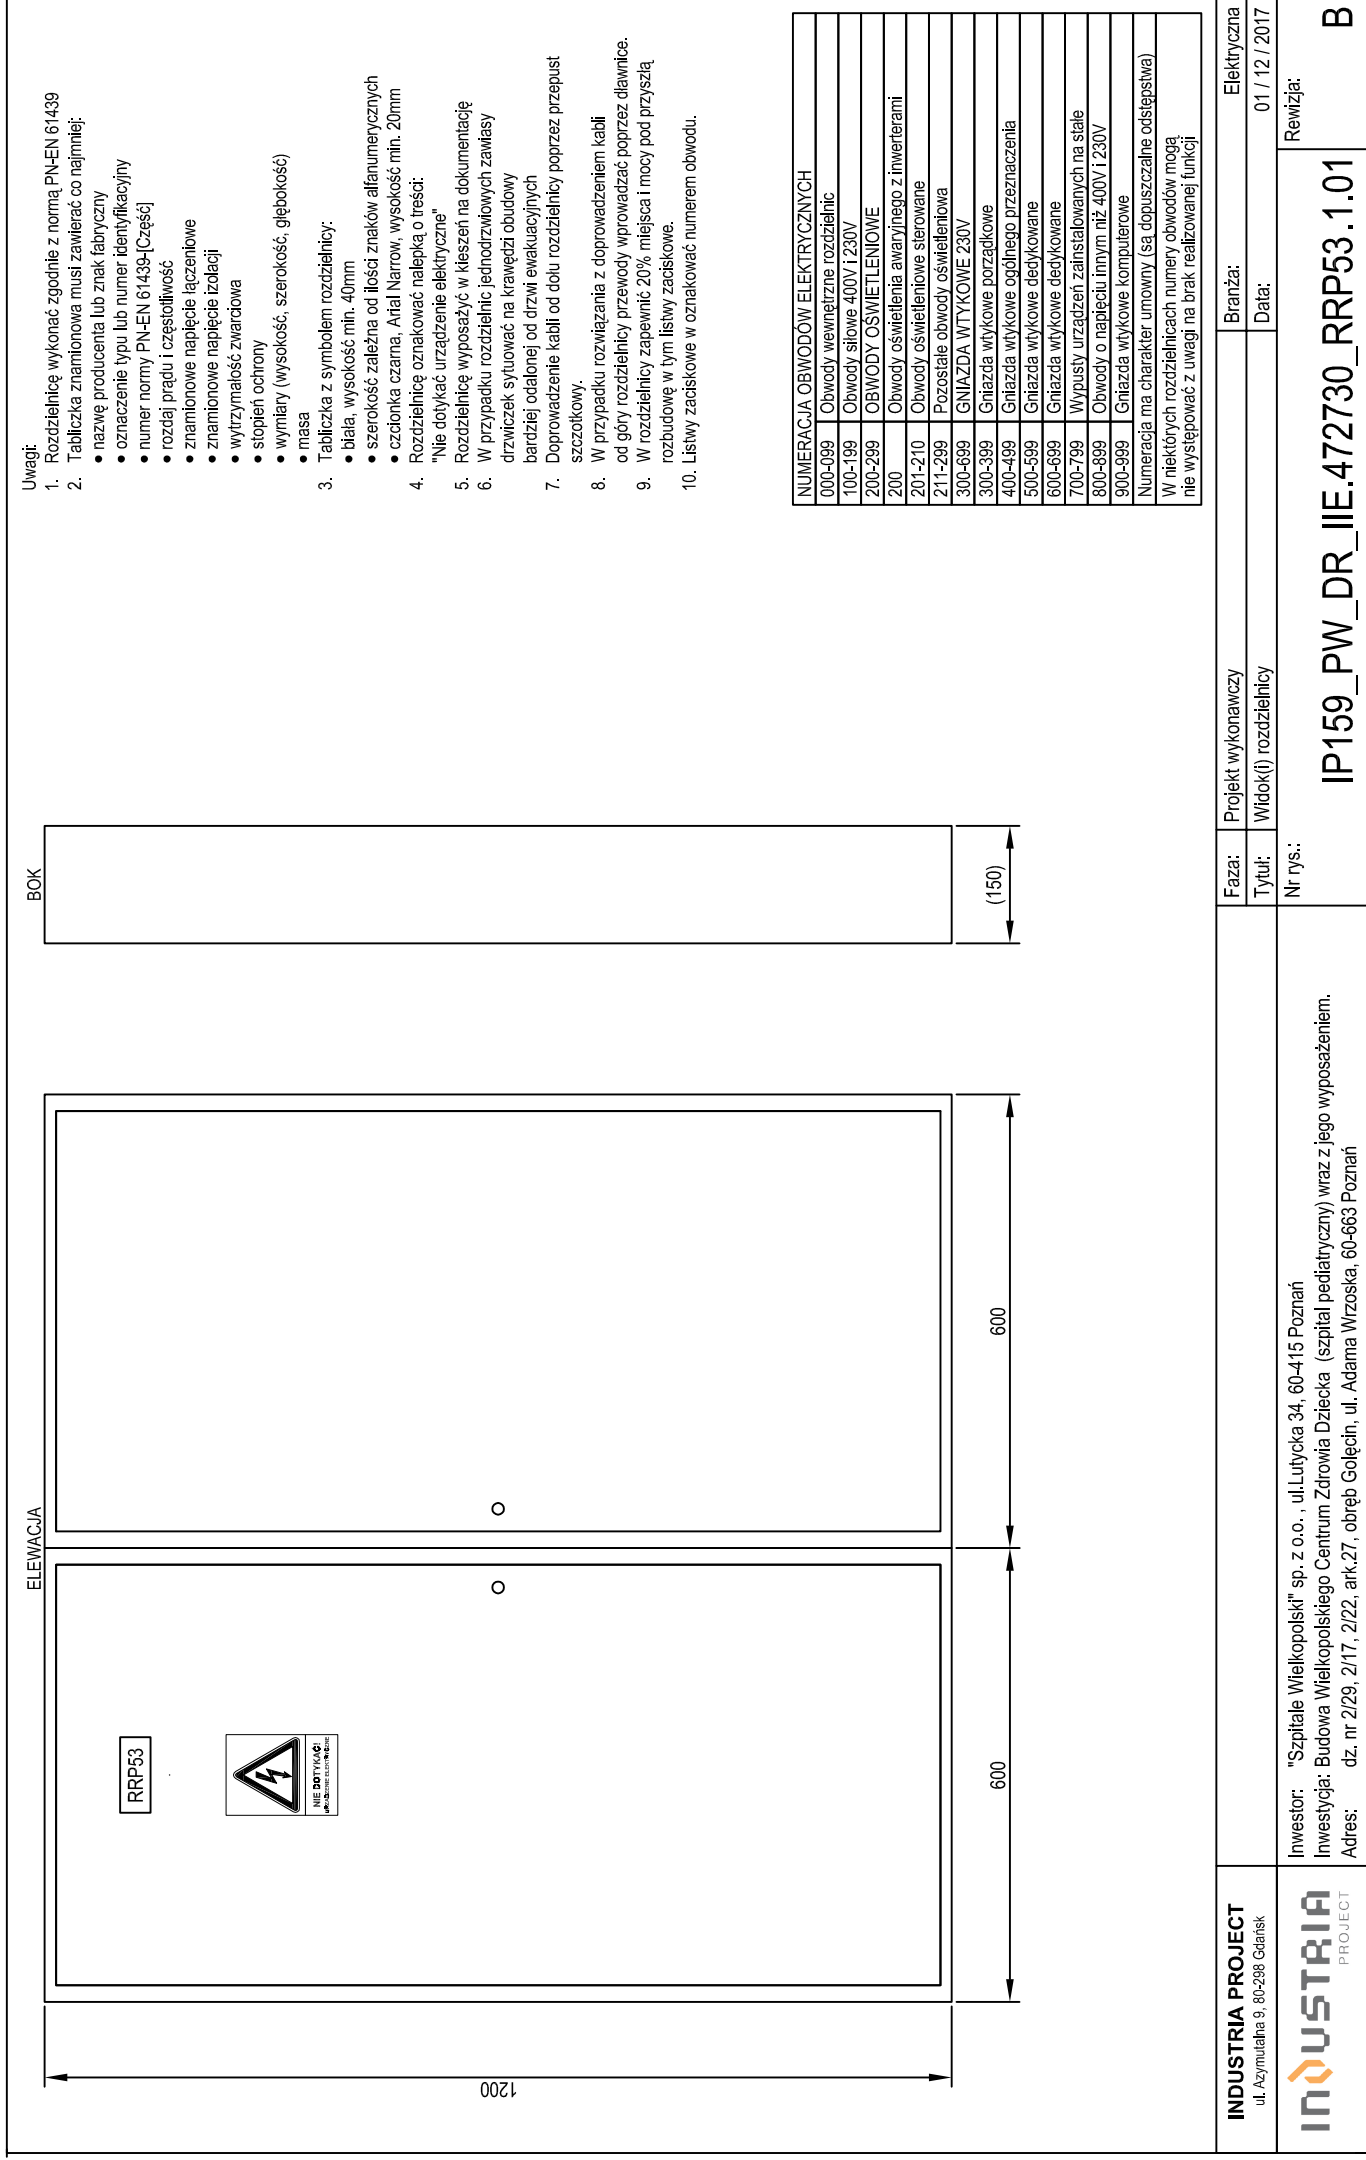 ELEWACJA
BOK
RRP53
NIE DOTYKAĆ!
URZĄDZENIE ELEKTRYCZNE
1200
600
600
(150)
Uwagi:
1. Rozdzielnicę wykonać zgodnie z normą PN-EN 61439
2. Tabliczka znamionowa musi zawierać co najmniej:
• nazwę producenta lub znak fabryczny
• oznaczenie typu lub numer identyfikacyjny
• numer normy PN-EN 61439-[Część]
• rozdaj prądu i częstotliwość
• znamionowe napięcie łączeniowe
• znamionowe napięcie izolacji
• wytrzymałość zwarciowa
• stopień ochrony
• wymiary (wysokość, szerokość, głębokość)
• masa
3. Tabliczka z symbolem rozdzielnicy:
• biała, wysokość min. 40mm
• szerokość zależna od ilości znaków alfanumerycznych
• czcionka czarna, Arial Narrow, wysokość min. 20mm
4. Rozdzielnicę oznakować nalepką o treści:
"Nie dotykać urządzenie elektryczne"
5. Rozdzielnicę wyposażyć w kieszeń na dokumentację
6. W przypadku rozdzielnic jednodrzwiowych zawiasy
drzwiczek sytuować na krawędzi obudowy
bardziej odalonej od drzwi ewakuacyjnych
7. Doprowadzenie kabli od dołu rozdzielnicy poprzez przepust
szczotkowy.
8. W przypadku rozwiązania z doprowadzeniem kabli
od góry rozdzielnicy przewody wprowadzać poprzez dławnice.
9. W rozdzielnicy zapewnić 20% miejsca i mocy pod przyszłą
rozbudowę w tym listwy zaciskowe.
10. Listwy zaciskowe w oznakować numerem obwodu.
NUMERACJA OBWODÓW ELEKTRYCZNYCH
000-099 Obwody wewnętrzne rozdzielnic
100-199 Obwody siłowe 400V i 230V
200-299 OBWODY OŚWIETLENIOWE
200 Obwody oświetlenia awaryjnego z inwerterami
201-210 Obwody oświetleniowe sterowane
211-299 Pozostałe obwody oświetleniowa
300-699 GNIAZDA WTYKOWE 230V
300-399 Gniazda wtykowe porządkowe
400-499 Gniazda wtykowe ogólnego przeznaczenia
500-599 Gniazda wtykowe dedykowane
600-699 Gniazda wtykowe dedykowane
700-799 Wypusty urządzeń zainstalowanych na stałe
800-899 Obwody o napięciu innym niż 400V i 230V
900-999 Gniazda wtykowe komputerowe
Numeracja ma charakter umowny (są dopuszczalne odstępstwa)
W niektórych rozdzielnicach numery obwodów mogą
nie występować z uwagi na brak realizowanej funkcji
INDUSTRIA PROJECT
ul. Azymutalna 9, 80-298 Gdańsk
INDUSTRIA
PROJECT
Faza: Projekt wykonawczy
Branża: Elektryczna
Tytuł: Widok(i) rozdzielnicy
Data: 01 / 12 / 2017
Inwestor: "Szpitale Wielkopolski" sp. z o.o. , ul.Lutycka 34, 60-415 Poznań
Inwestycja: Budowa Wielkopolskiego Centrum Zdrowia Dziecka (szpital pediatryczny) wraz z jego wyposażeniem.
Adres: dz, nr 2/29, 2/17, 2/22, ark.27, obręb Golęcin, ul. Adama Wrzoska, 60-663 Poznań
Nr rys.:
IP159_PW_DR_IIE.472730_RRP53.1.01
Rewizja:
B